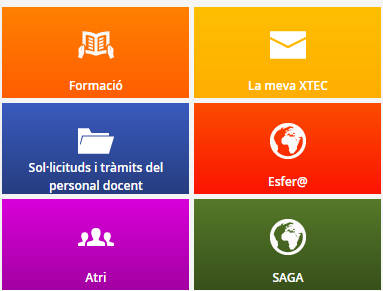 Formació
La meva XTEC
Sol·licituds i tràmits del
personal docent
Esfer@
Atri
SAGA